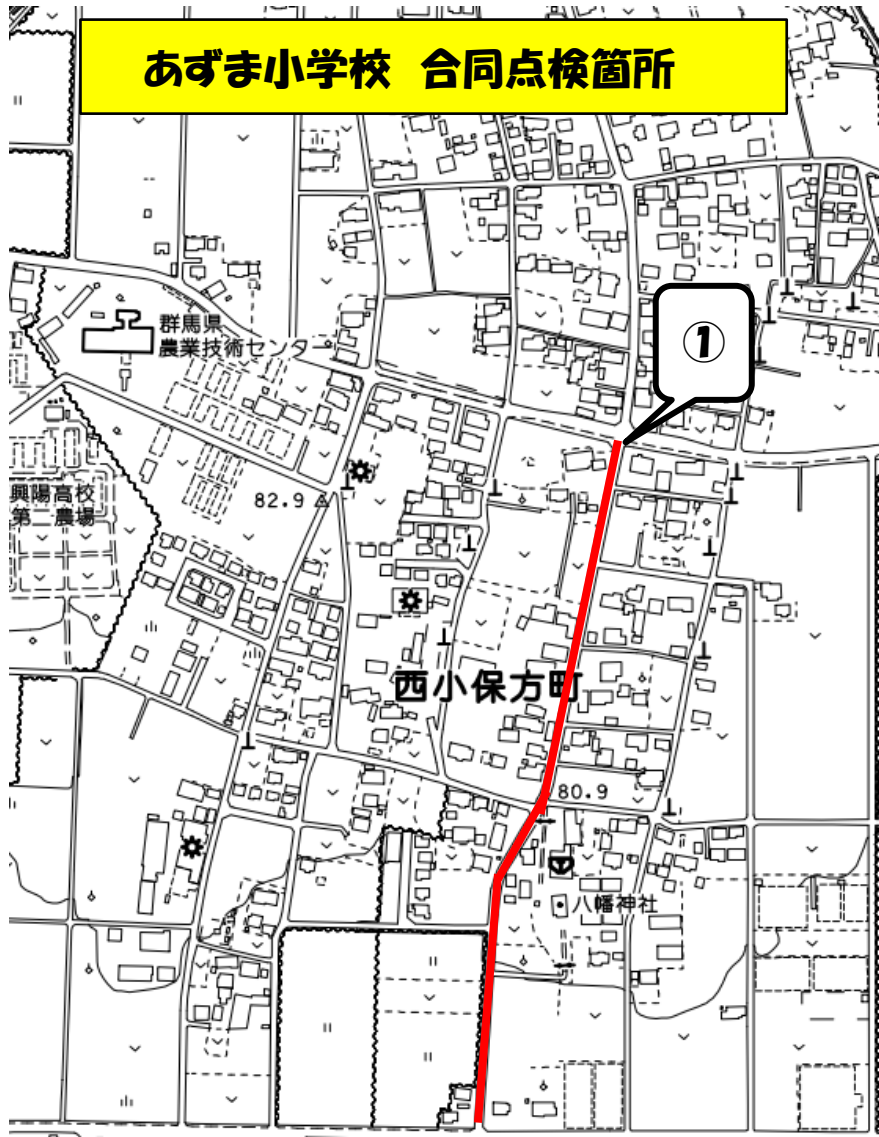 あずま小学校 合同点検箇所
群馬県
農業技術センター
①
興陽高校
第二農場
82.9
西小保方町
80.9
八幡神社